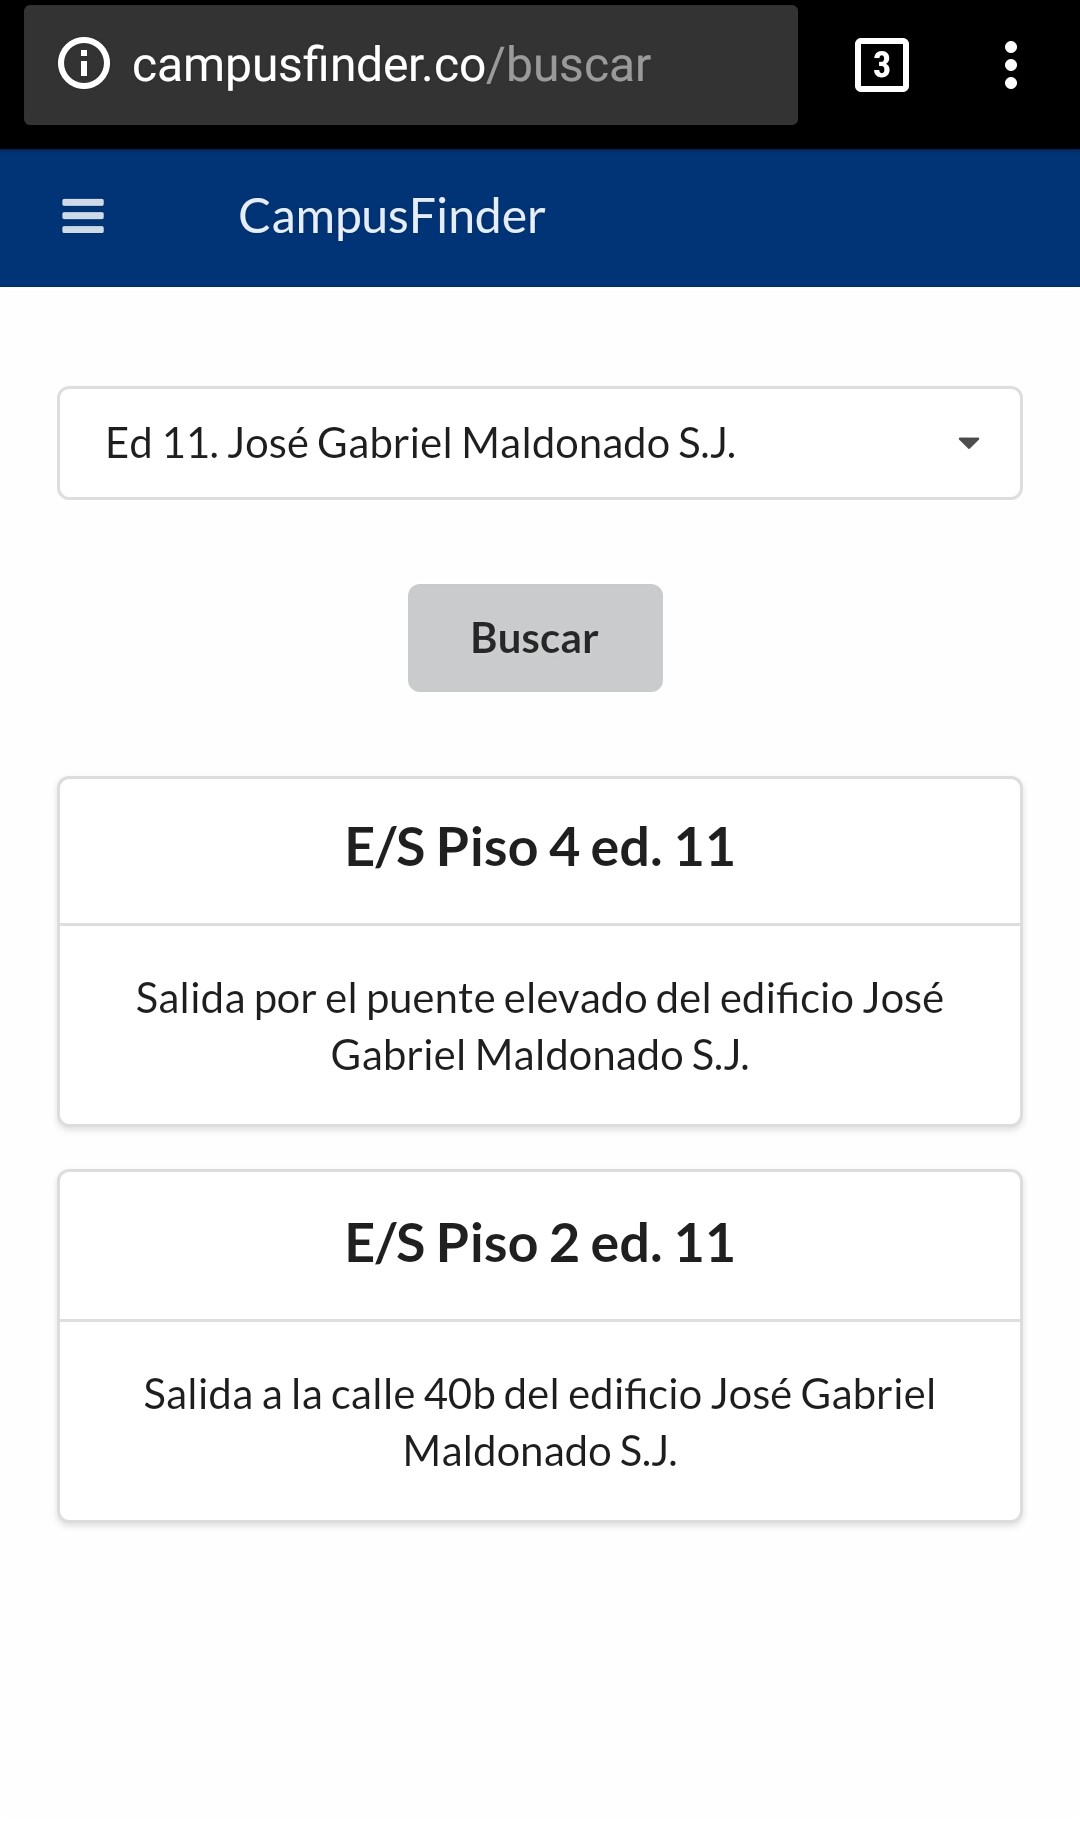 campusfinder.co/buscar
3
CampusFinder
Ed 11. José Gabriel Maldonado S.J.
Buscar
E/S Piso 4 ed. 11
Salida por el puente elevado del edificio José
Gabriel Maldonado S.J.
E/S Piso 2 ed. 11
Salida a la calle 40b del edificio José Gabriel
Maldonado S.J.